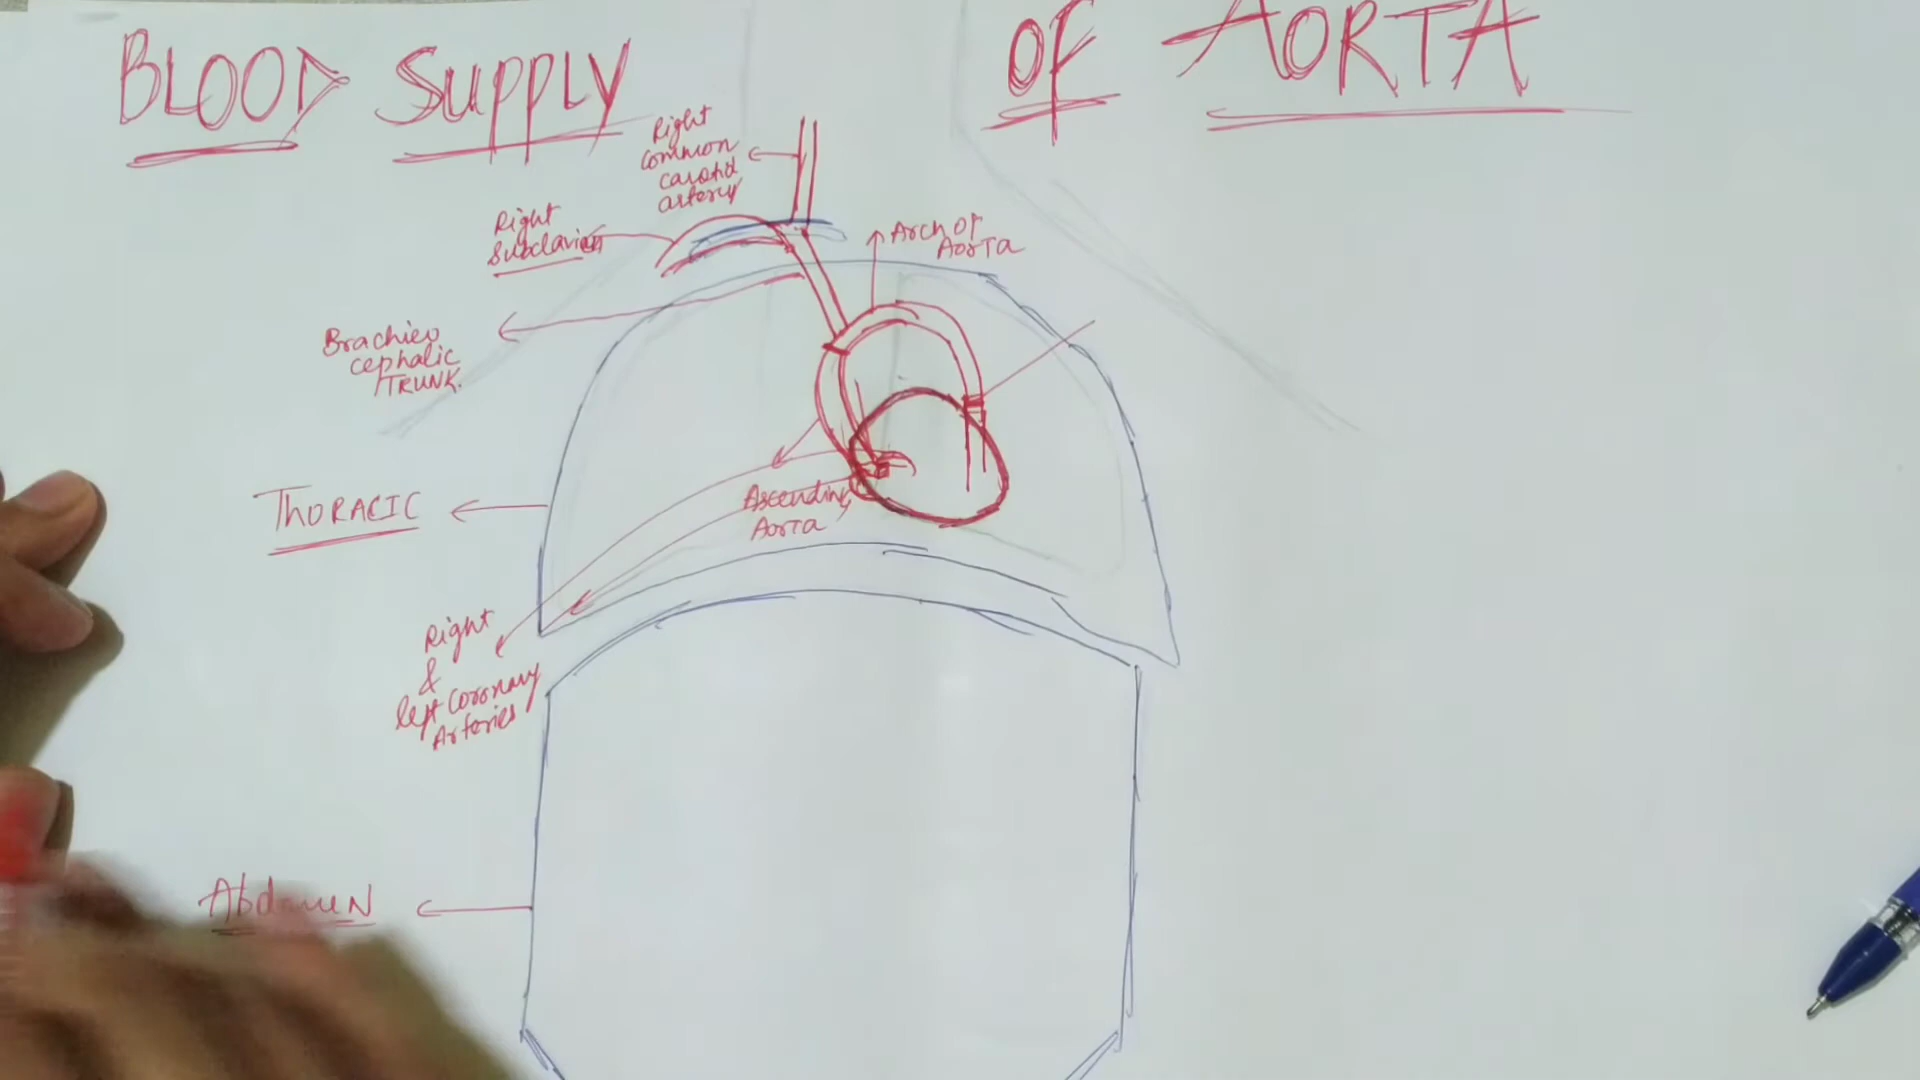 BLOOD SUPPLY OF AORTA
Right
common
carotid
artery
Right
Subclavian
Arch of
Aorta
Brachieo
cephalic
TRUNK.
THORACIC
Ascending
Aorta
Right
&
left coronary
Arteries
AbdomeN